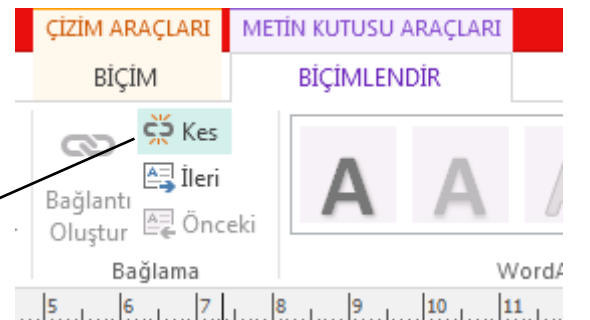 ÇİZİM ARAÇLARI METİN KUTUSU ARAÇLARI
BİÇİM BİÇİMLENDİR
Kes
İleri
Bağlantı
Oluştur
Önceki
A A
Bağlama WordA
5 6 7 8 9 10 11